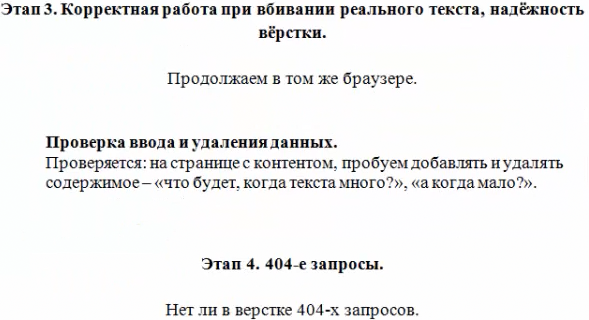 Этап 3. Корректная работа при вбивании реального текста, надёжность
вёрстки.
Продолжаем в том же браузере.
Проверка ввода и удаления данных.
Проверяется: на странице с контентом, пробуем добавлять и удалять
содержимое – «что будет, когда текста много?», «а когда мало?».
Этап 4. 404-е запросы.
Нет ли в верстке 404-х запросов.